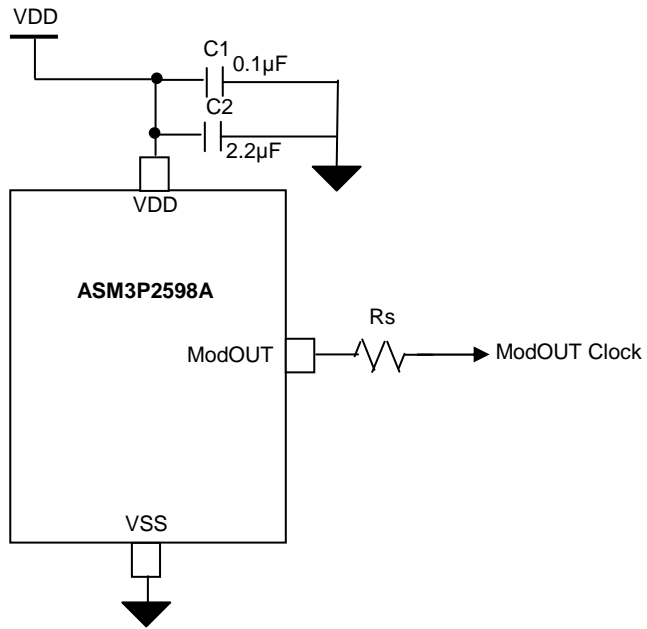 VDD
C1
0.1µF
C2
2.2µF
VDD
ASM3P2598A
Rs
ModOUT
ModOUT Clock
VSS